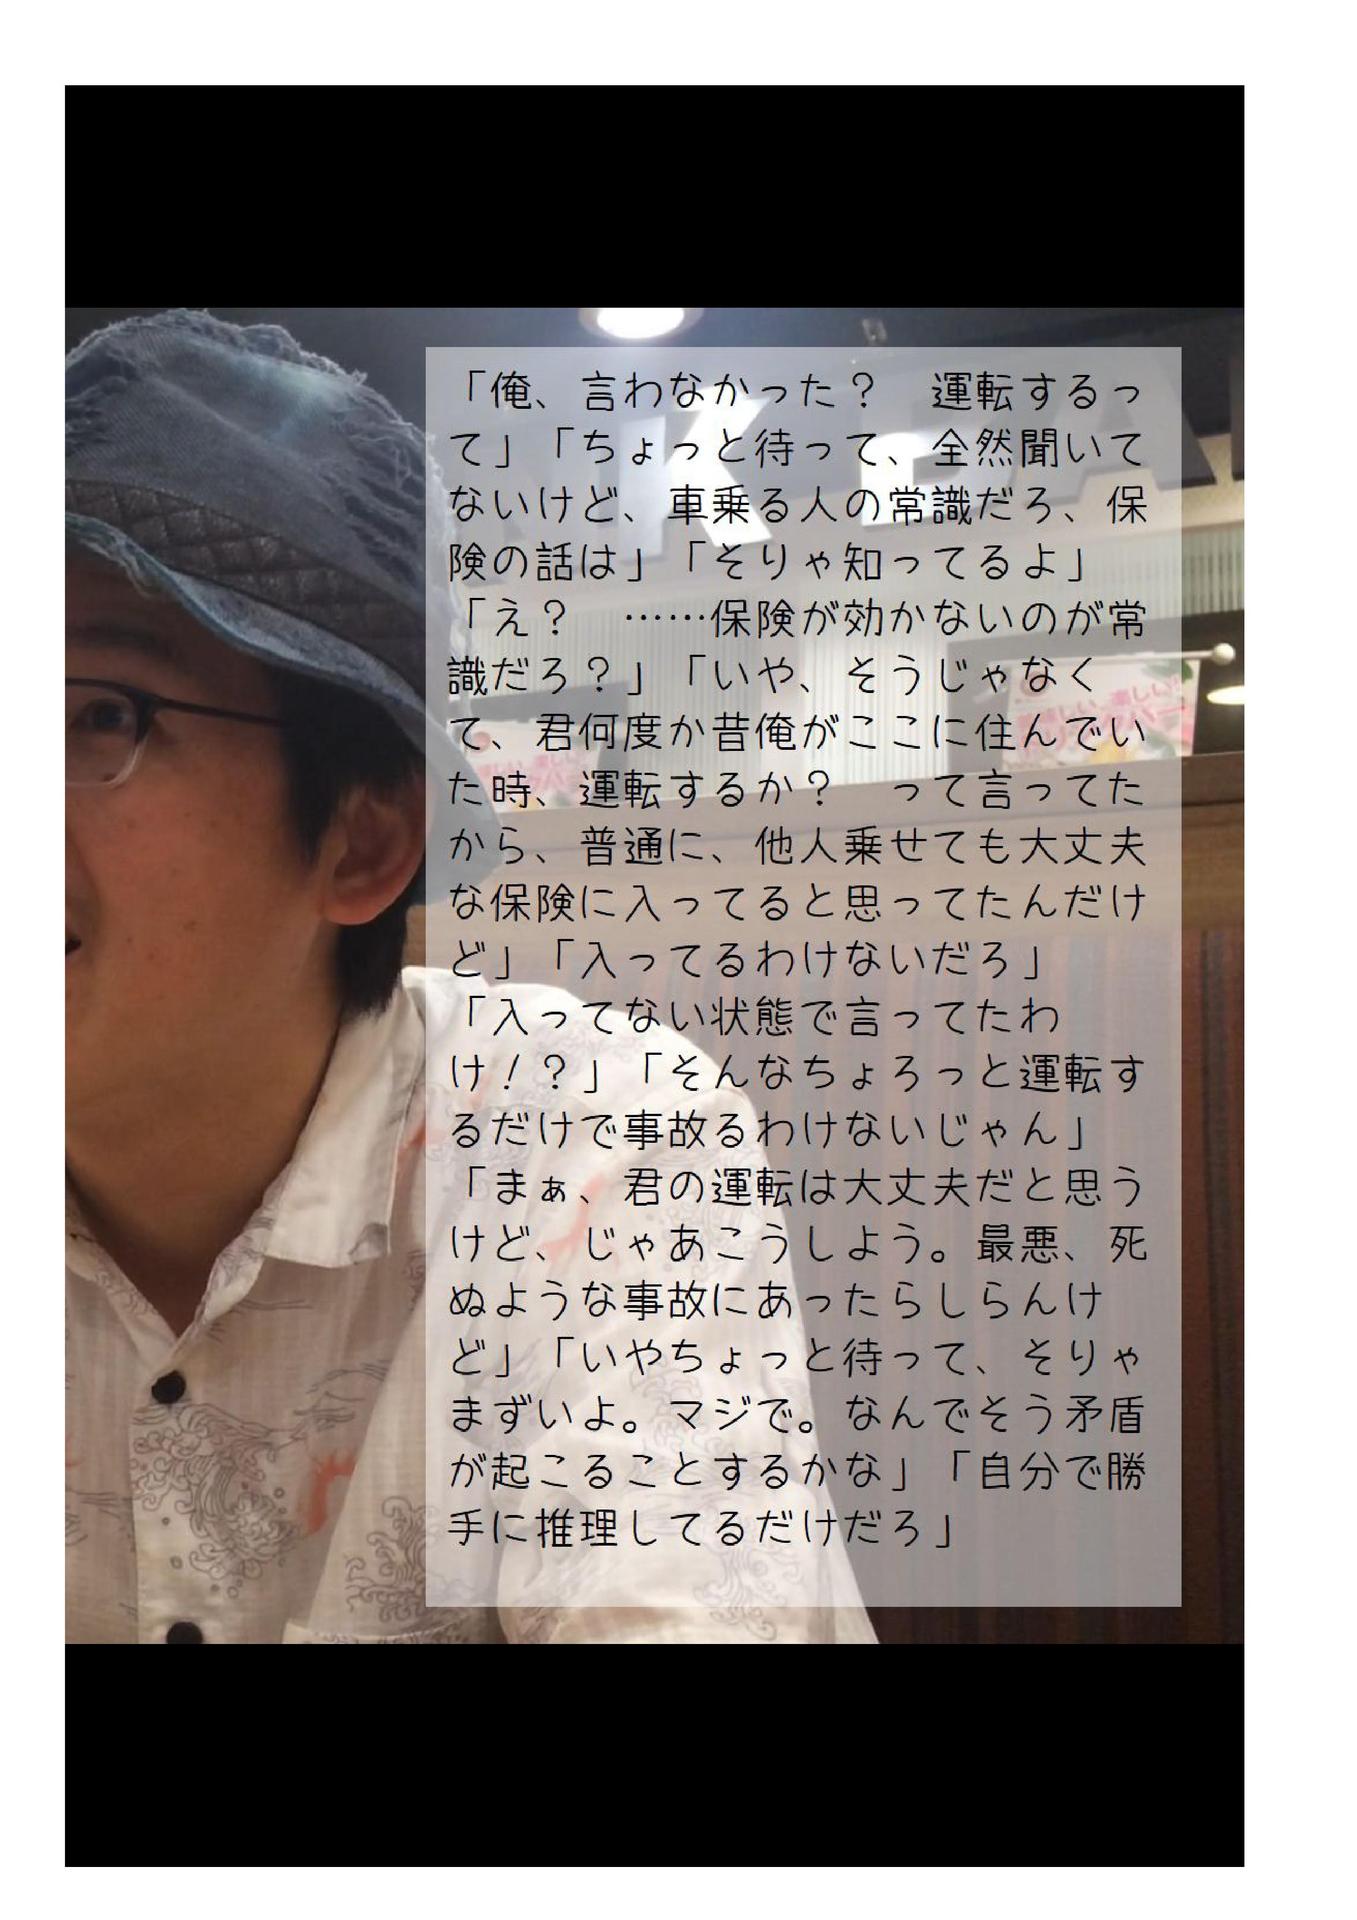 「俺、言わなかった？　運転するっ
て」「ちょっと待って、全然聞いて
ないけど、車乗る人の常識だろ、保
険の話は」「そりゃ知ってるよ」
「え？　……保険が効かないのが常
識だろ？」「いや、そうじゃなく
て、君何度か昔俺がここに住んでい
た時、運転するか？　って言ってた
から、普通に、他人乗せても大丈夫
な保険に入ってると思ってたんだけ
ど」「入ってるわけないだろ」
「入ってない状態で言ってたわ
け！？」「そんなちょろっと運転す
るだけで事故るわけないじゃん」
「まぁ、君の運転は大丈夫だと思う
けど、じゃあこうしよう。最悪、死
ぬような事故にあったらしらんけ
ど」「いやちょっと待って、そりゃ
まずいよ。マジで。なんでそう矛盾
が起こることするかな」「自分で勝
手に推理してるだけだろ」